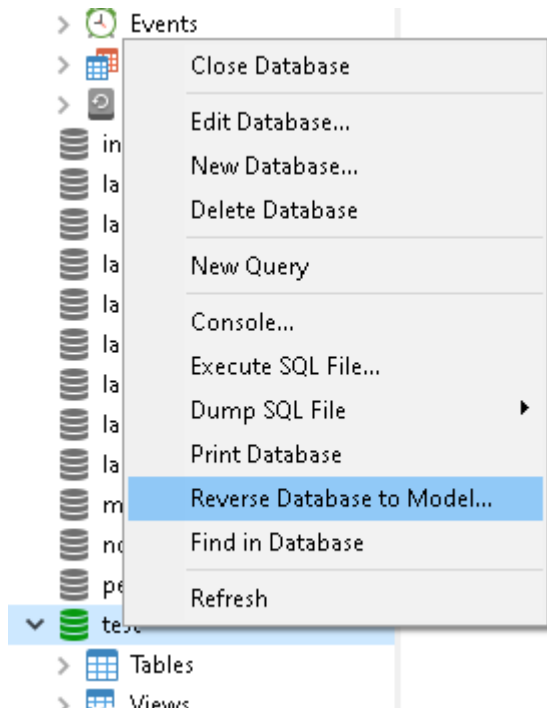 Events
Close Database
Edit Database...
New Database...
Delete Database
New Query
Console...
Execute SQL File...
Dump SQL File
Print Database
Reverse Database to Model...
Find in Database
Refresh
Tables
Views